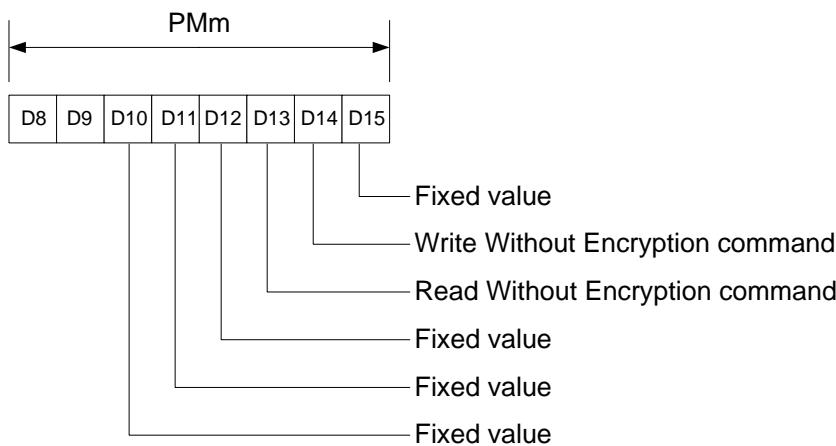 PMm
D8 D9 D10 D11 D12 D13 D14 D15
Fixed value
Write Without Encryption command
Read Without Encryption command
Fixed value
Fixed value
Fixed value